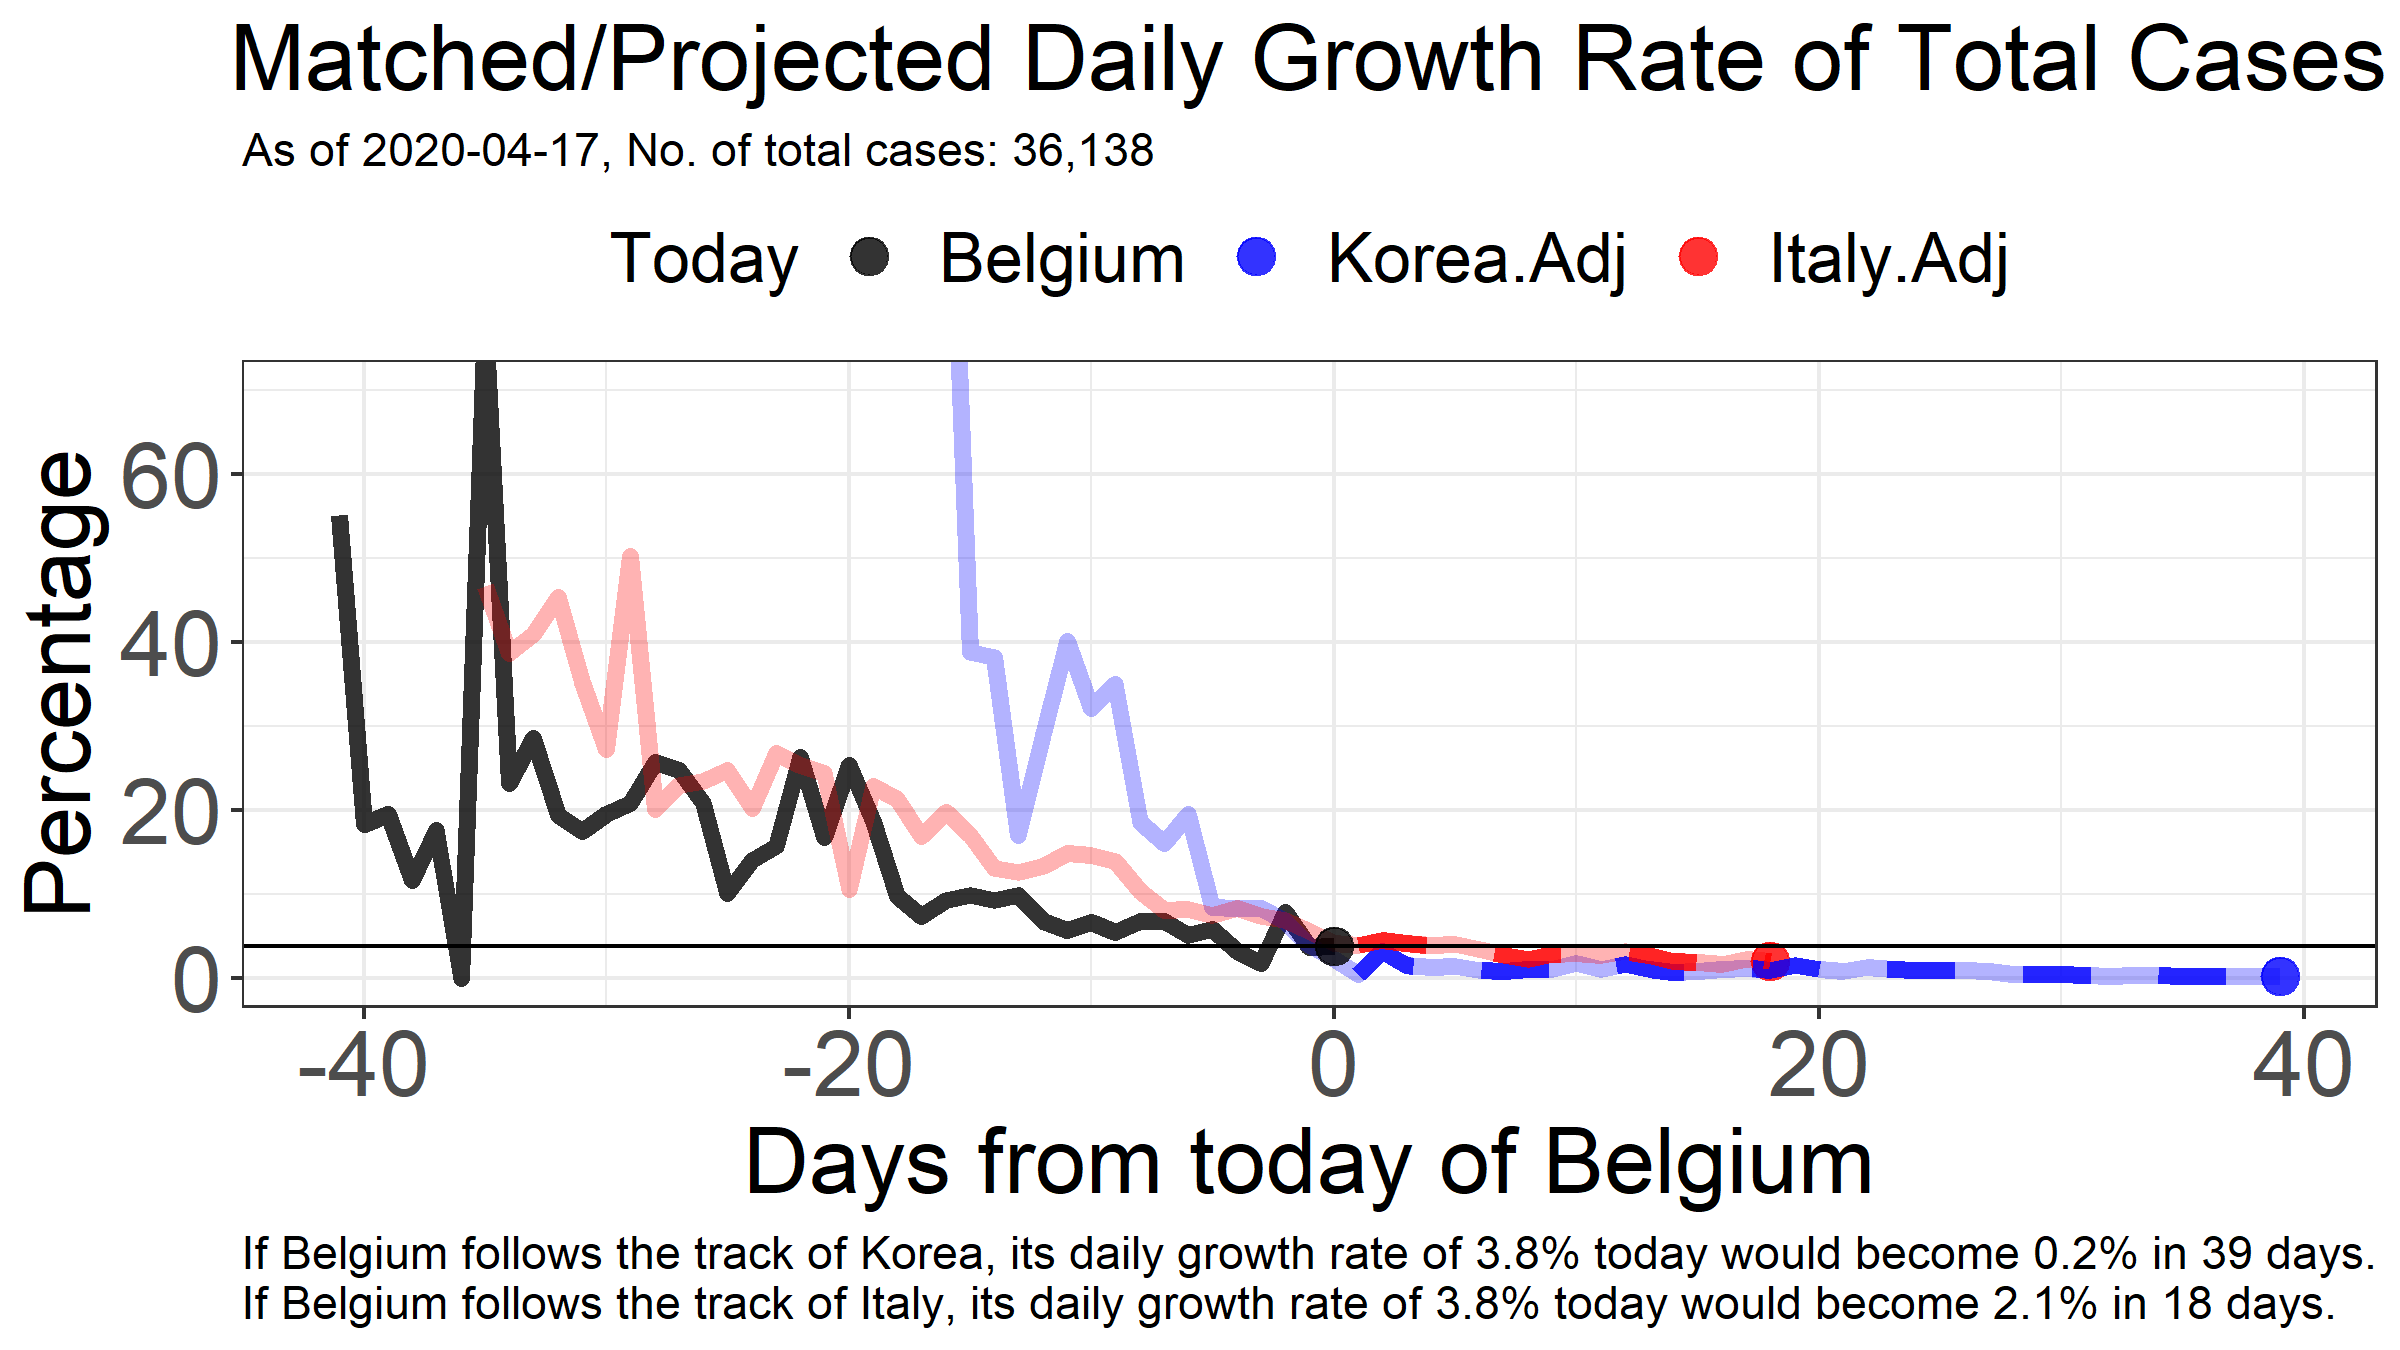 Matched/Projected Daily Growth Rate of Total Cases
As of 2020-04-17, No. of total cases: 36,138
Today Belgium Korea.Adj Italy.Adj
Percentage
60
40
20
0
-40 -20 0 20 40
Days from today of Belgium
If Belgium follows the track of Korea, its daily growth rate of 3.8% today would become 0.2% in 39 days.
If Belgium follows the track of Italy, its daily growth rate of 3.8% today would become 2.1% in 18 days.